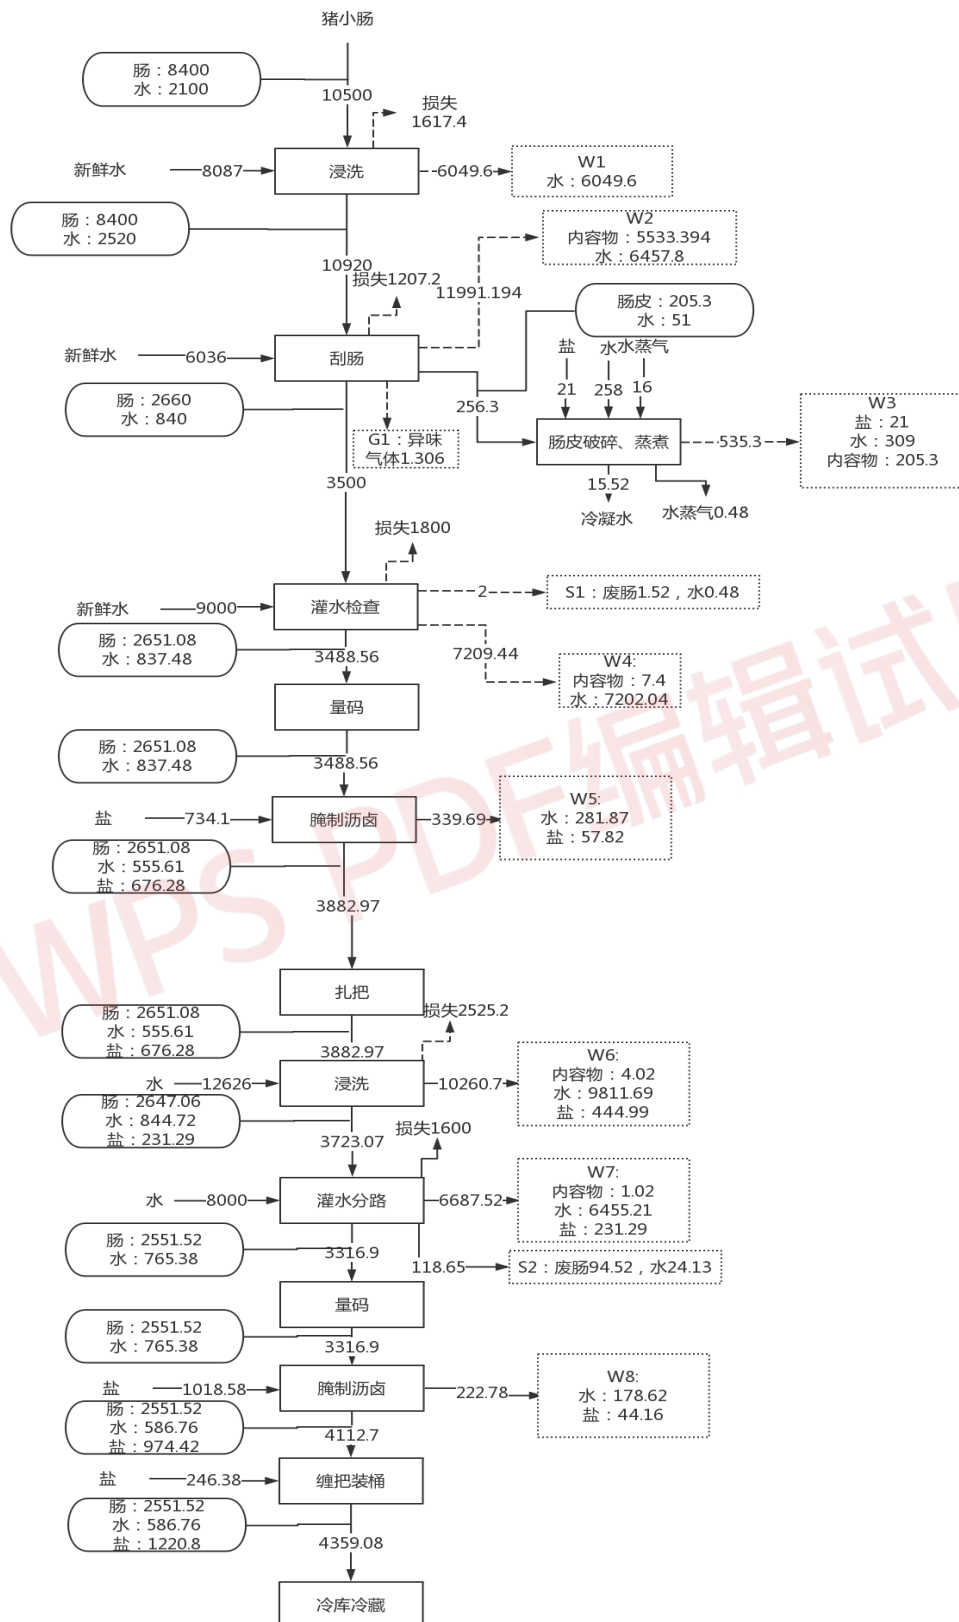 猪小肠
肠：8400
水：2100
10500
损失
1617.4
新鲜水
8087
浸洗
6049.6
W1
水：6049.6
肠：8400
水：2520
10920
W2
内容物：5533.394
水：6457.8
损失1207.2
11991.194
肠皮：205.3
水：51
新鲜水
6036
刮肠
盐
水
水蒸气
21
258
16
肠：2660
水：840
256.3
G1：异味
气体1.306
肠皮破碎、蒸煮
535.3
W3
盐：21
水：309
内容物：205.3
3500
15.52
冷凝水
水蒸气0.48
损失1800
新鲜水
9000
灌水检查
2
S1：废肠1.52，水0.48
肠：2651.08
水：837.48
3488.56
7209.44
W4:
内容物：7.4
水：7202.04
量码
肠：2651.08
水：837.48
3488.56
盐
734.1
腌制沥卤
339.69
W5:
水：281.87
盐：57.82
肠：2651.08
水：555.61
盐：676.28
3882.97
扎把
损失2525.2
肠：2651.08
水：555.61
盐：676.28
3882.97
水
12626
浸洗
10260.7
W6:
内容物：4.02
水：9811.69
盐：444.99
肠：2647.06
水：844.72
盐：231.29
3723.07
损失1600
水
8000
灌水分路
6687.52
W7:
内容物：1.02
水：6455.21
盐：231.29
肠：2551.52
水：765.38
3316.9
118.65
S2：废肠94.52，水24.13
量码
肠：2551.52
水：765.38
3316.9
盐
1018.58
腌制沥卤
222.78
W8:
水：178.62
盐：44.16
肠：2551.52
水：586.76
盐：974.42
4112.7
盐
246.38
缠把装桶
肠：2551.52
水：586.76
盐：1220.8
4359.08
冷库冷藏
WPS PDF编辑试